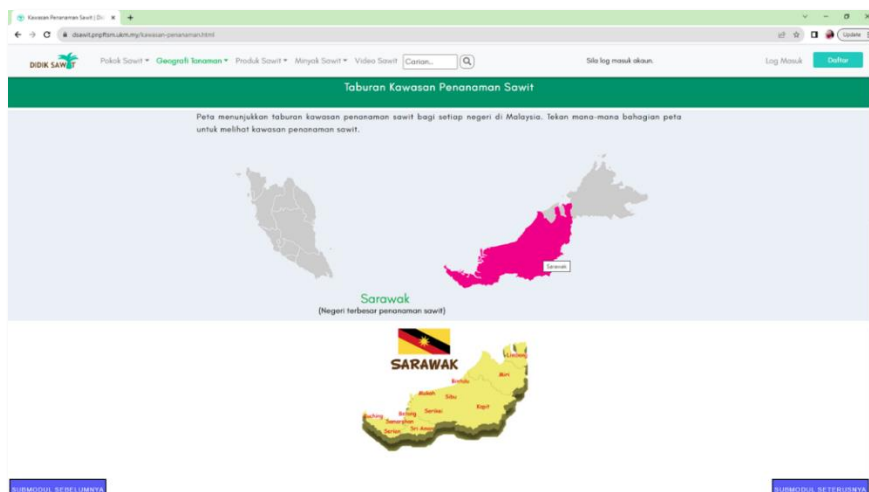 Kawasan Penanaman Sawit | Di
dsawit.pnpftsm.ukm.my/kawasan-penanaman.html
Update
DIDIK SAWIT
Pokok Sawit
Geografi Tanaman
Produk Sawit
Minyak Sawit
Video Sawit
Carian...
Sila log masuk akaun.
Log Masuk
Daftar
Taburan Kawasan Penanaman Sawit
Peta menunjukkan taburan kawasan penanaman sawit bagi setiap negeri di Malaysia. Tekan mana-mana bahagian peta
untuk melihat kawasan penanaman sawit.
Sarawak
Sarawak
(Negeri terbesar penanaman sawit)
SARAWAK
Limbang
Miri
Bintulu
Mukah
Sibu
Kapit
Betong
Sarikei
Kuching
Samarahan
Serian
Sri Aman
SUBMODUL SEBELUMNYA
SUBMODUL SETERUSNYA